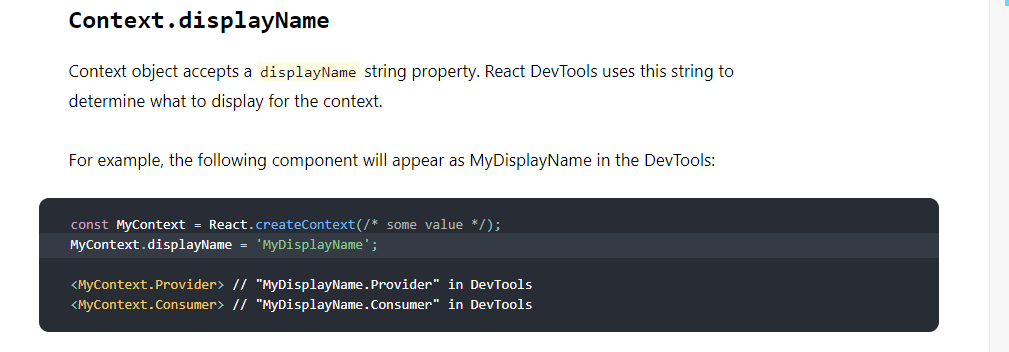 Context.displayName
Context object accepts a displayName string property. React DevTools uses this string to
determine what to display for the context.
For example, the following component will appear as MyDisplayName in the DevTools:
const MyContext = React.createContext(/* some value */);
MyContext.displayName = 'MyDisplayName';
<MyContext.Provider> // "MyDisplayName.Provider" in DevTools
<MyContext.Consumer> // "MyDisplayName.Consumer" in DevTools